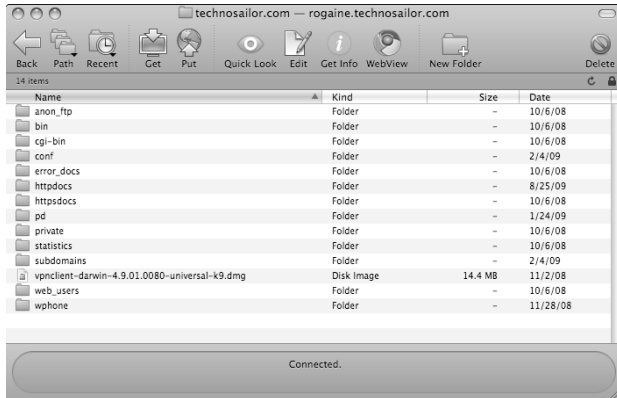 technosailor.com — rogaine.technosailor.com
Back Path Recent Get Put Quick Look Edit Get Info WebView New Folder Delete
14 items
Name Kind Size Date
anon_ftp Folder – 10/6/08
bin Folder – 10/6/08
cgi-bin Folder – 10/6/08
conf Folder – 2/4/09
error_docs Folder – 10/6/08
httpdocs Folder – 8/25/09
httpsdocs Folder – 10/6/08
pd Folder – 1/24/09
private Folder – 10/6/08
statistics Folder – 10/6/08
subdomains Folder – 2/4/09
vpnclient-darwin-4.9.01.0080-universal-k9.dmg Disk Image 14.4 MB 11/2/08
web_users Folder – 10/6/08
wphone Folder – 11/28/08
Connected.